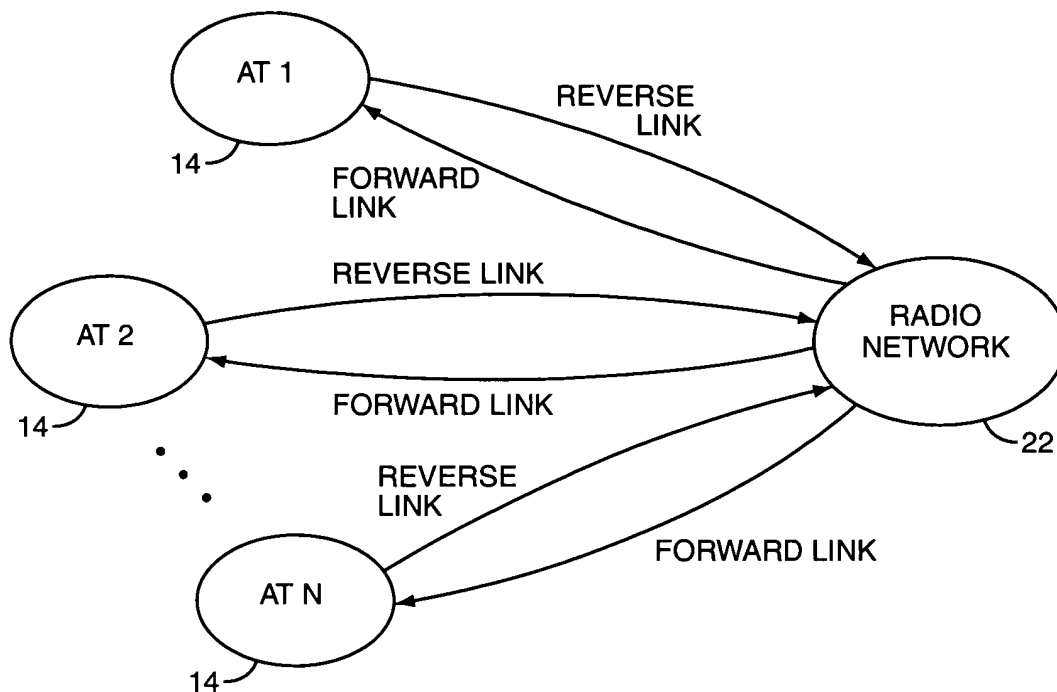 AT 1
REVERSE
LINK
14
FORWARD
LINK
REVERSE LINK
AT 2
RADIO
NETWORK
FORWARD LINK
14
22
REVERSE
LINK
FORWARD LINK
AT N
14